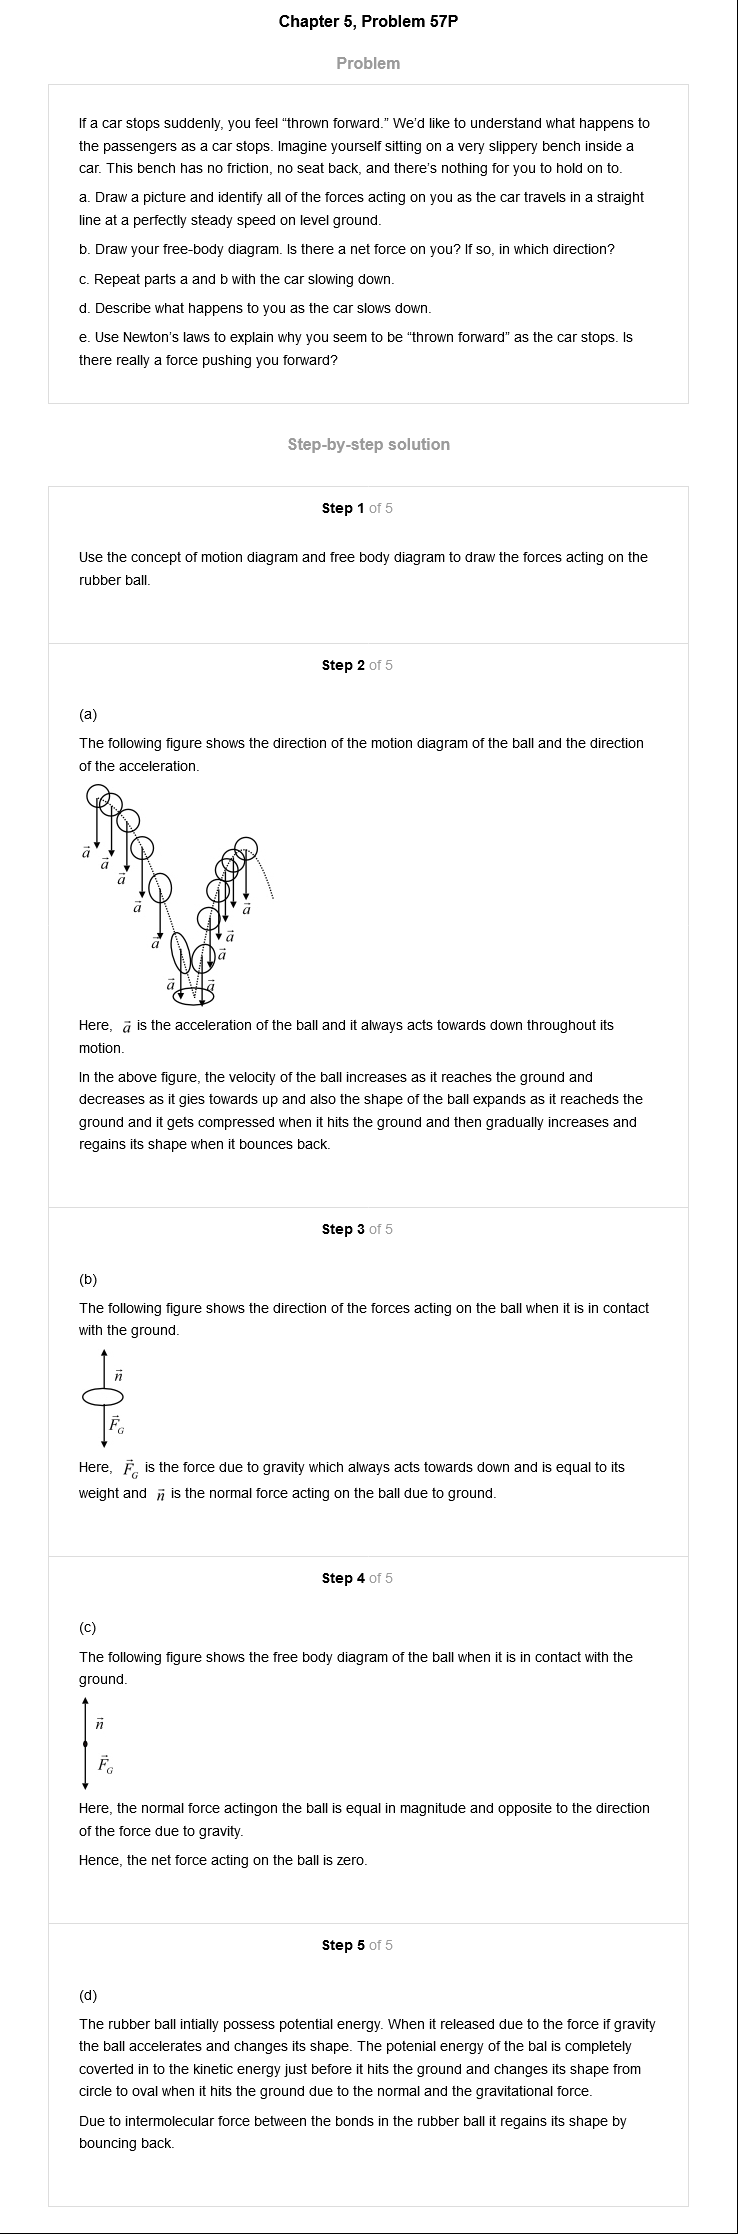 Chapter 5, Problem 57P
Problem
If a car stops suddenly, you feel “thrown forward.” We’d like to understand what happens to
the passengers as a car stops. Imagine yourself sitting on a very slippery bench inside a
car. This bench has no friction, no seat back, and there’s nothing for you to hold on to.
a. Draw a picture and identify all of the forces acting on you as the car travels in a straight
line at a perfectly steady speed on level ground.
b. Draw your free-body diagram. Is there a net force on you? If so, in which direction?
c. Repeat parts a and b with the car slowing down.
d. Describe what happens to you as the car slows down.
e. Use Newton’s laws to explain why you seem to be “thrown forward” as the car stops. Is
there really a force pushing you forward?
Step-by-step solution
Step 1 of 5
Use the concept of motion diagram and free body diagram to draw the forces acting on the
rubber ball.
Step 2 of 5
(a)
The following figure shows the direction of the motion diagram of the ball and the direction
of the acceleration.
a⃗
a⃗
a⃗
a⃗
a⃗
a⃗
a⃗
a⃗
a⃗
a⃗
Here, a⃗ is the acceleration of the ball and it always acts towards down throughout its
motion.
In the above figure, the velocity of the ball increases as it reaches the ground and
decreases as it gies towards up and also the shape of the ball expands as it reacheds the
ground and it gets compressed when it hits the ground and then gradually increases and
regains its shape when it bounces back.
Step 3 of 5
(b)
The following figure shows the direction of the forces acting on the ball when it is in contact
with the ground.
n⃗
F⃗G
Here, F⃗G is the force due to gravity which always acts towards down and is equal to its
weight and n⃗ is the normal force acting on the ball due to ground.
Step 4 of 5
(c)
The following figure shows the free body diagram of the ball when it is in contact with the
ground.
n⃗
F⃗G
Here, the normal force actingon the ball is equal in magnitude and opposite to the direction
of the force due to gravity.
Hence, the net force acting on the ball is zero.
Step 5 of 5
(d)
The rubber ball intially possess potential energy. When it released due to the force if gravity
the ball accelerates and changes its shape. The potenial energy of the bal is completely
coverted in to the kinetic energy just before it hits the ground and changes its shape from
circle to oval when it hits the ground due to the normal and the gravitational force.
Due to intermolecular force between the bonds in the rubber ball it regains its shape by
bouncing back.